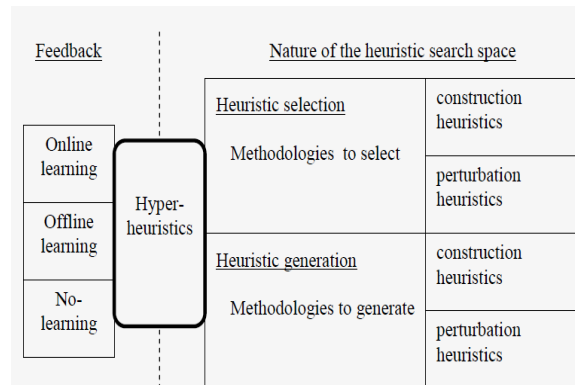 Feedback
Nature of the heuristic search space
Online
learning
Offline
learning
No-
learning
Hyper-
heuristics
Heuristic selection
Methodologies to select
construction
heuristics
perturbation
heuristics
Heuristic generation
Methodologies to generate
construction
heuristics
perturbation
heuristics